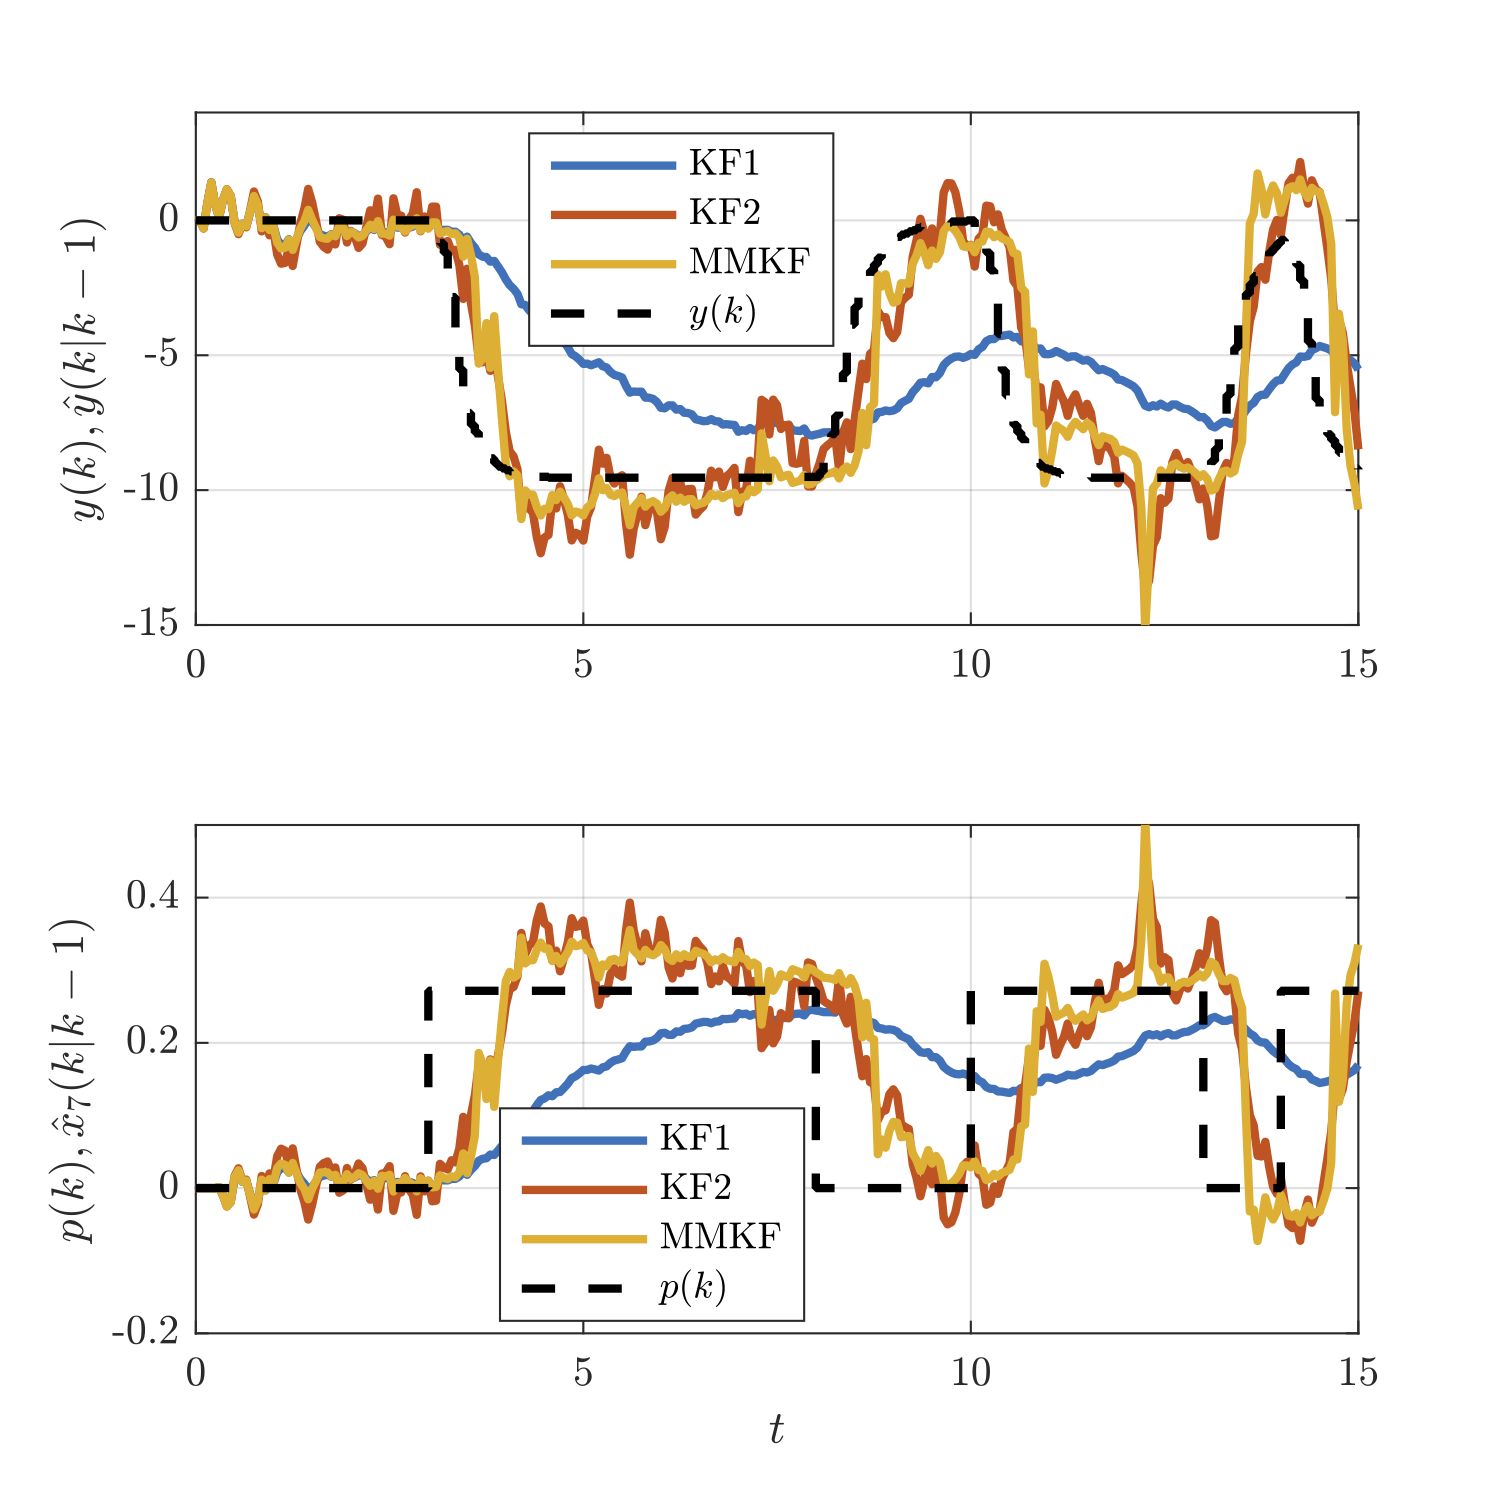 y(k), ŷ(k|k − 1)
0
-5
-10
-15
KF1
KF2
MMKF
y(k)
0 5 10 15
p(k), x̂₇(k|k − 1)
0.4
0.2
0
-0.2
KF1
KF2
MMKF
p(k)
0 5 10 15
t